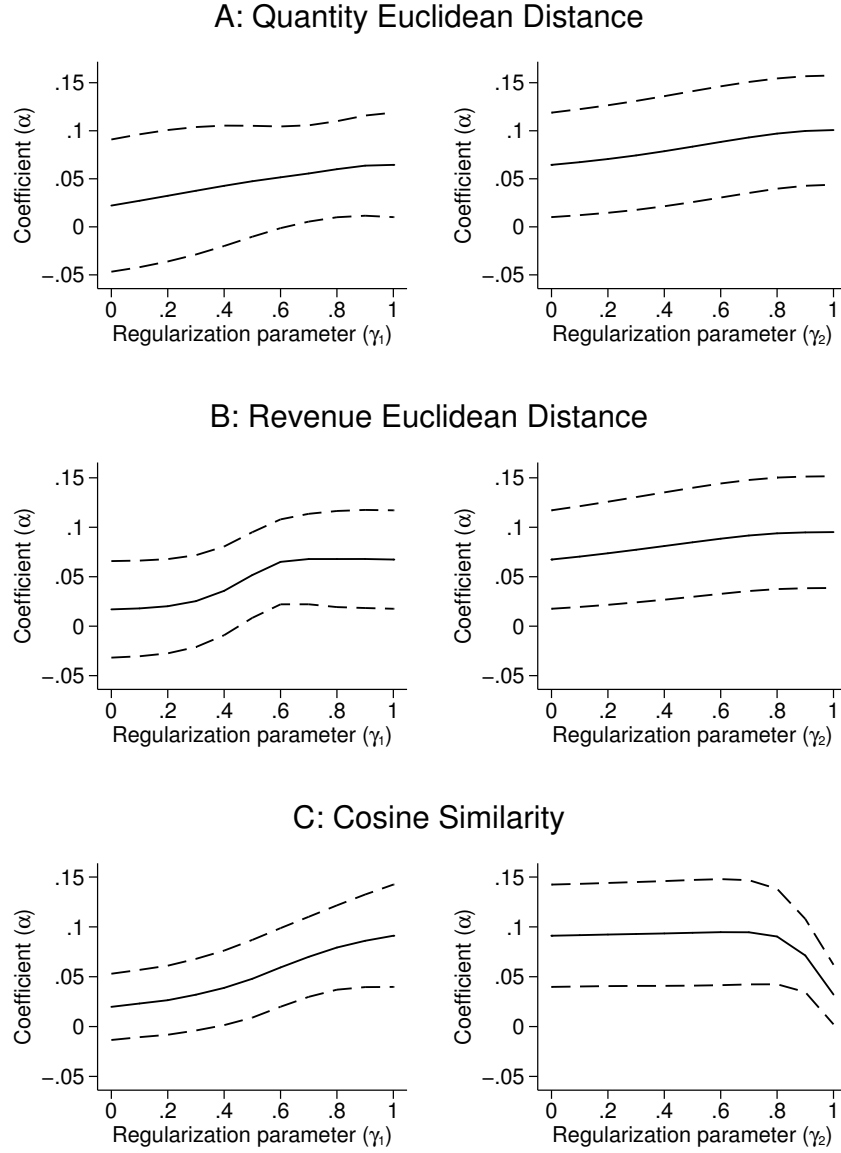 A: Quantity Euclidean Distance
Coefficient (α)
.15
.1
.05
0
−.05
0 .2 .4 .6 .8 1
Regularization parameter (γ₁)
Coefficient (α)
.15
.1
.05
0
−.05
0 .2 .4 .6 .8 1
Regularization parameter (γ₂)
B: Revenue Euclidean Distance
Coefficient (α)
.15
.1
.05
0
−.05
0 .2 .4 .6 .8 1
Regularization parameter (γ₁)
Coefficient (α)
.15
.1
.05
0
−.05
0 .2 .4 .6 .8 1
Regularization parameter (γ₂)
C: Cosine Similarity
Coefficient (α)
.15
.1
.05
0
−.05
0 .2 .4 .6 .8 1
Regularization parameter (γ₁)
Coefficient (α)
.15
.1
.05
0
−.05
0 .2 .4 .6 .8 1
Regularization parameter (γ₂)